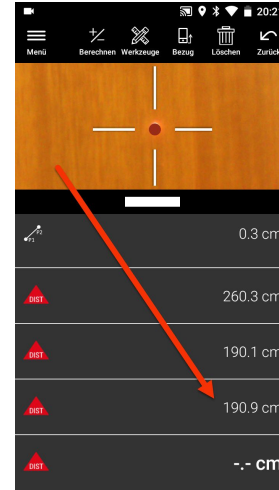 20:2
Menü Berechnen Werkzeuge Bezug Löschen Zurück
P2
P1
0.3 cm
DIST 260.3 cm
DIST 190.1 cm
DIST 190.9 cm
DIST -.- cm